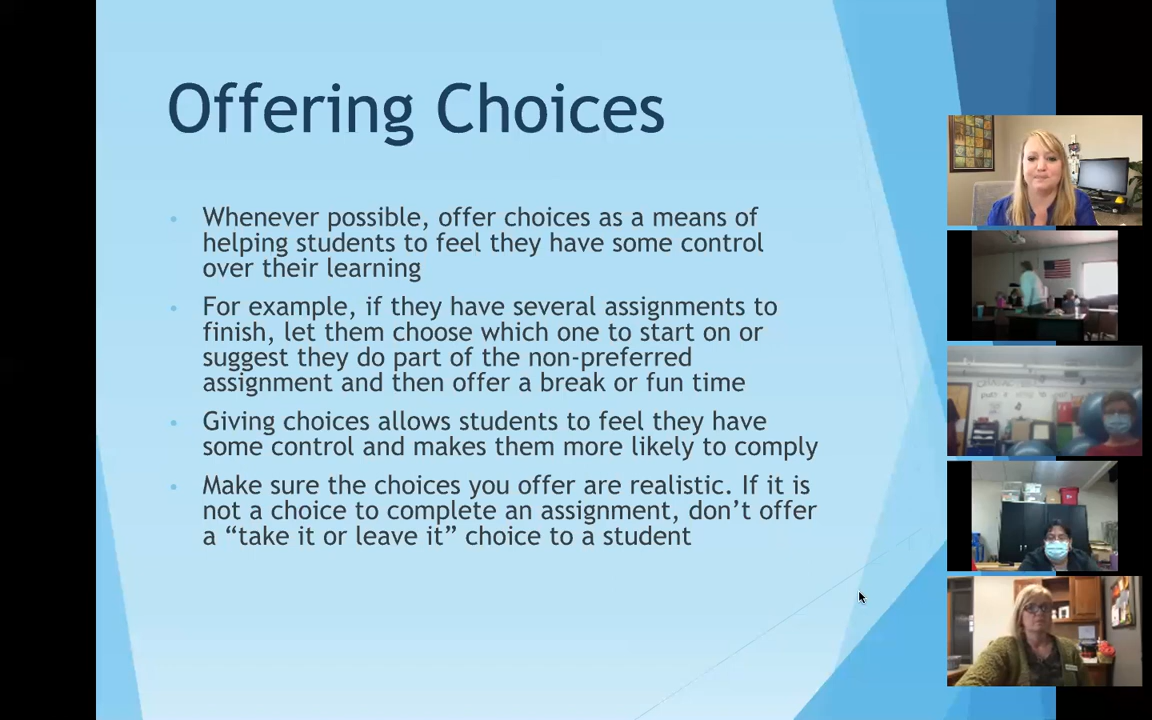 Offering Choices
Whenever possible, offer choices as a means of
helping students to feel they have some control
over their learning
For example, if they have several assignments to
finish, let them choose which one to start on or
suggest they do part of the non-preferred
assignment and then offer a break or fun time
Giving choices allows students to feel they have
some control and makes them more likely to comply
Make sure the choices you offer are realistic. If it is
not a choice to complete an assignment, don’t offer
a “take it or leave it” choice to a student